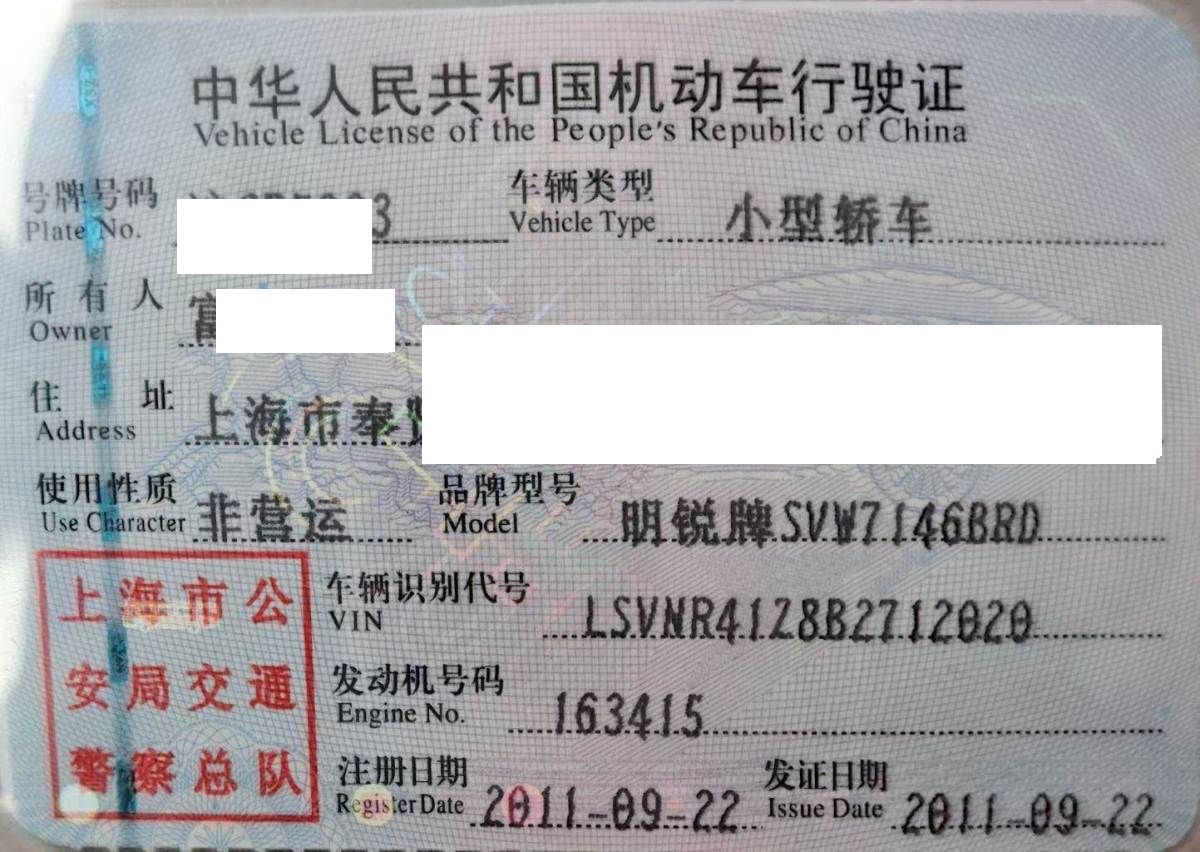 中华人民共和国机动车行驶证
Vehicle License of the People's Republic of China
号牌号码 车辆类型 小型轿车
Plate No. Vehicle Type
所有人 富
Owner
住址 上海市奉
Address
使用性质 非营运 品牌型号 明锐牌SVW7146BRD
Use Character Model
上海市公
安局交通
警察总队
车辆识别代号 LSVNR41Z8B2712020
VIN
发动机号码 163415
Engine No.
注册日期 2011-09-22 发证日期 2011-09-22
Register Date Issue Date